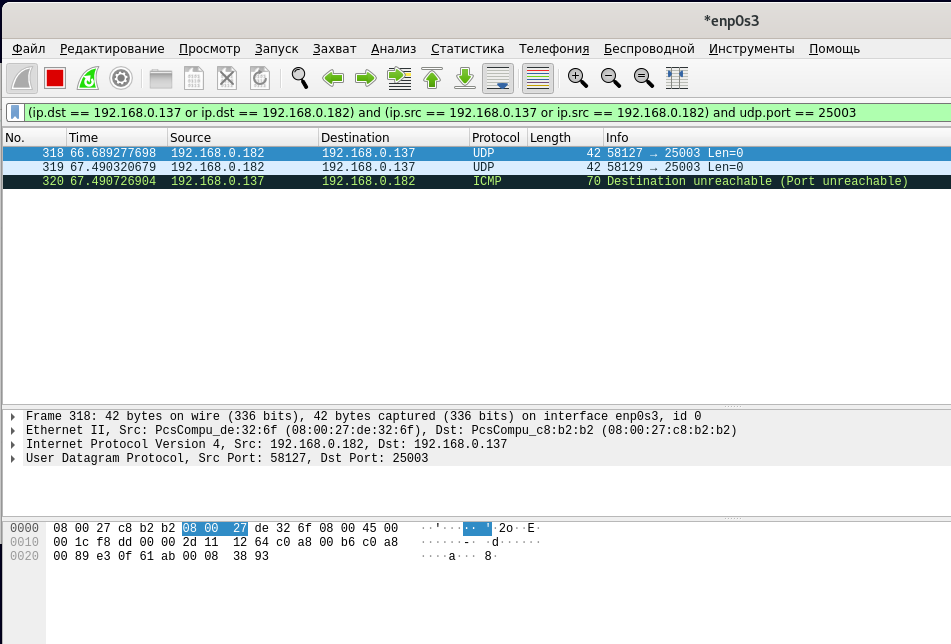 *enp0s3
Файл Редактирование Просмотр Запуск Захват Анализ Статистика Телефония Беспроводной Инструменты Помощь
(ip.dst == 192.168.0.137 or ip.dst == 192.168.0.182) and (ip.src == 192.168.0.137 or ip.src == 192.168.0.182) and udp.port == 25003
No. Time Source Destination Protocol Length Info
318 66.689277698 192.168.0.182 192.168.0.137 UDP 42 58127 → 25003 Len=0
319 67.490320679 192.168.0.182 192.168.0.137 UDP 42 58129 → 25003 Len=0
320 67.490726904 192.168.0.137 192.168.0.182 ICMP 70 Destination unreachable (Port unreachable)
Frame 318: 42 bytes on wire (336 bits), 42 bytes captured (336 bits) on interface enp0s3, id 0
Ethernet II, Src: PcsCompu_de:32:6f (08:00:27:de:32:6f), Dst: PcsCompu_c8:b2:b2 (08:00:27:c8:b2:b2)
Internet Protocol Version 4, Src: 192.168.0.182, Dst: 192.168.0.137
User Datagram Protocol, Src Port: 58127, Dst Port: 25003
0000 08 00 27 c8 b2 b2 08 00 27 de 32 6f 08 00 45 00 ··'····· '·2o··E·
0010 00 1c f8 dd 00 00 2d 11 12 64 c0 a8 00 b6 c0 a8 ······-· ·d······
0020 00 89 e3 0f 61 ab 00 08 38 93 ····a··· 8·